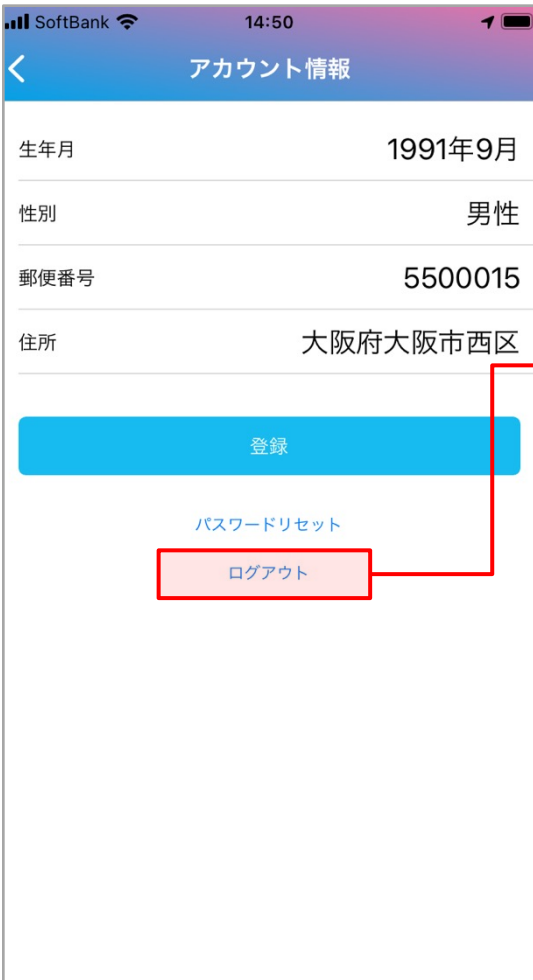 SoftBank 14:50
アカウント情報
生年月 1991年9月
性別 男性
郵便番号 5500015
住所 大阪府大阪市西区
登録
パスワードリセット
ログアウト